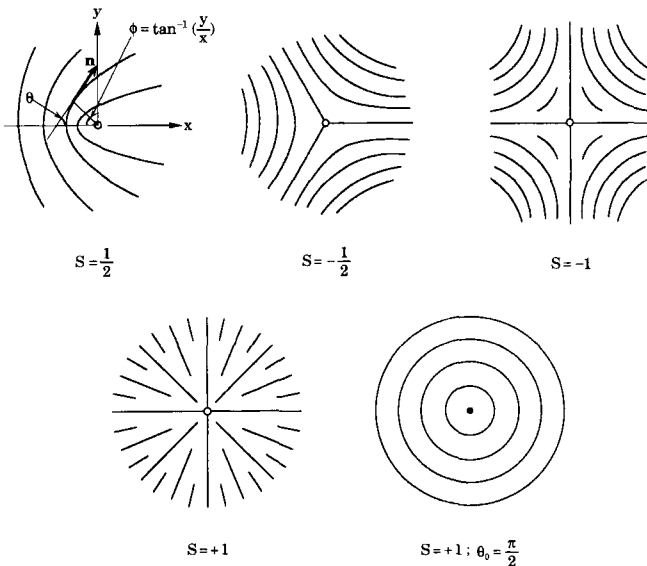 y
ϕ = tan⁻¹ (y/x)
n
θ
x
S = 1/2
S = -1/2
S = -1
S = +1
S = +1 ; θ₀ = π/2